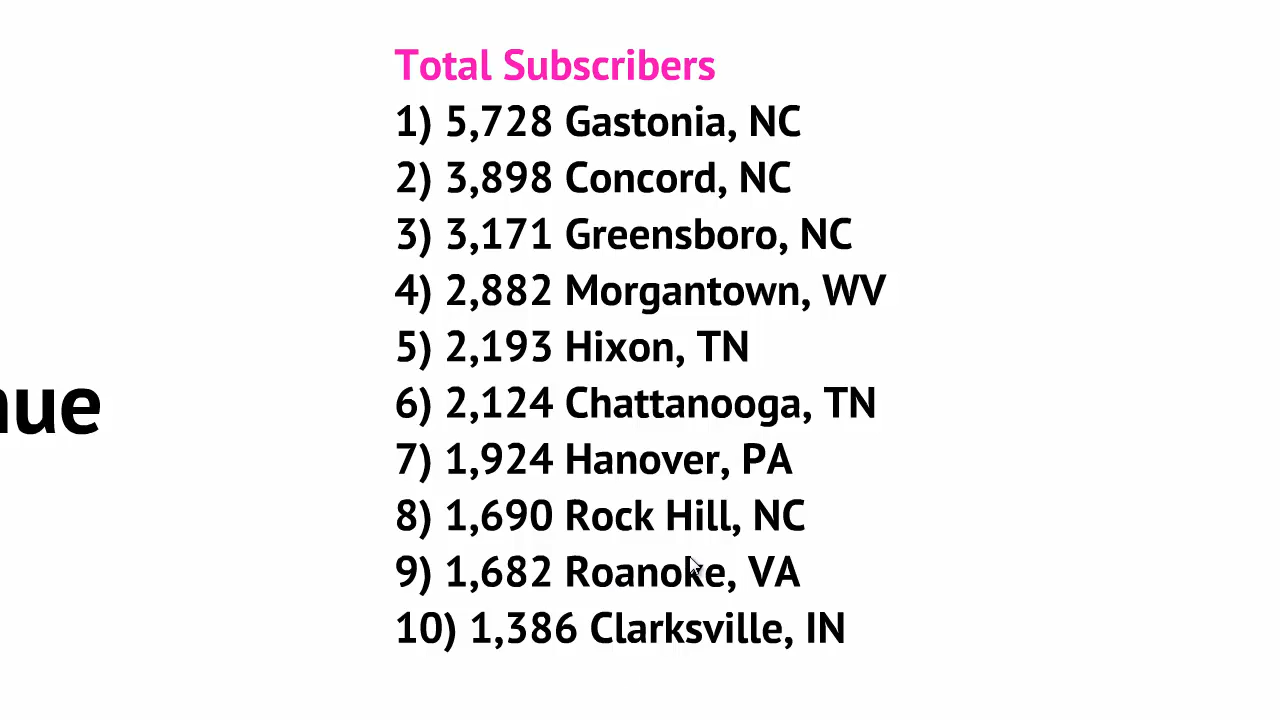 Total Subscribers
1) 5,728 Gastonia, NC
2) 3,898 Concord, NC
3) 3,171 Greensboro, NC
4) 2,882 Morgantown, WV
5) 2,193 Hixon, TN
6) 2,124 Chattanooga, TN
7) 1,924 Hanover, PA
8) 1,690 Rock Hill, NC
9) 1,682 Roanoke, VA
10) 1,386 Clarksville, IN